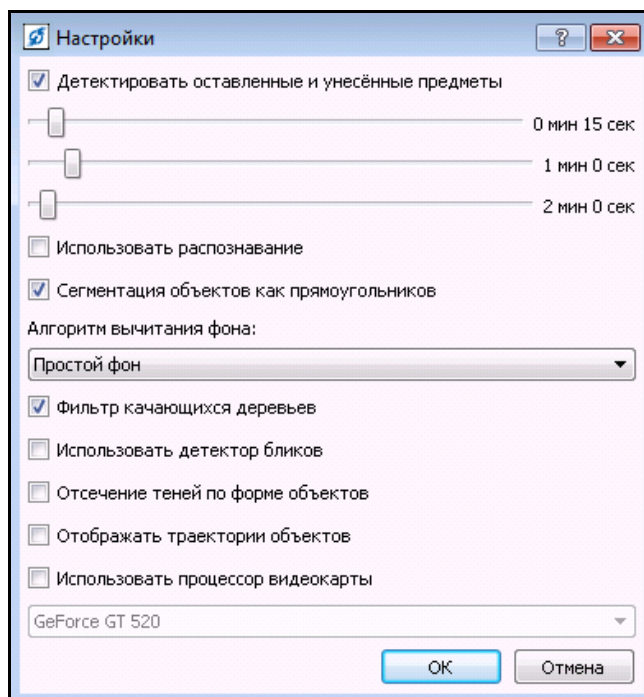 Настройки
Детектировать оставленные и унесённые предметы
0 мин 15 сек
1 мин 0 сек
2 мин 0 сек
Использовать распознавание
Сегментация объектов как прямоугольников
Алгоритм вычитания фона:
Простой фон
Фильтр качающихся деревьев
Использовать детектор бликов
Отсечение теней по форме объектов
Отображать траектории объектов
Использовать процессор видеокарты
GeForce GT 520
ОК
Отмена